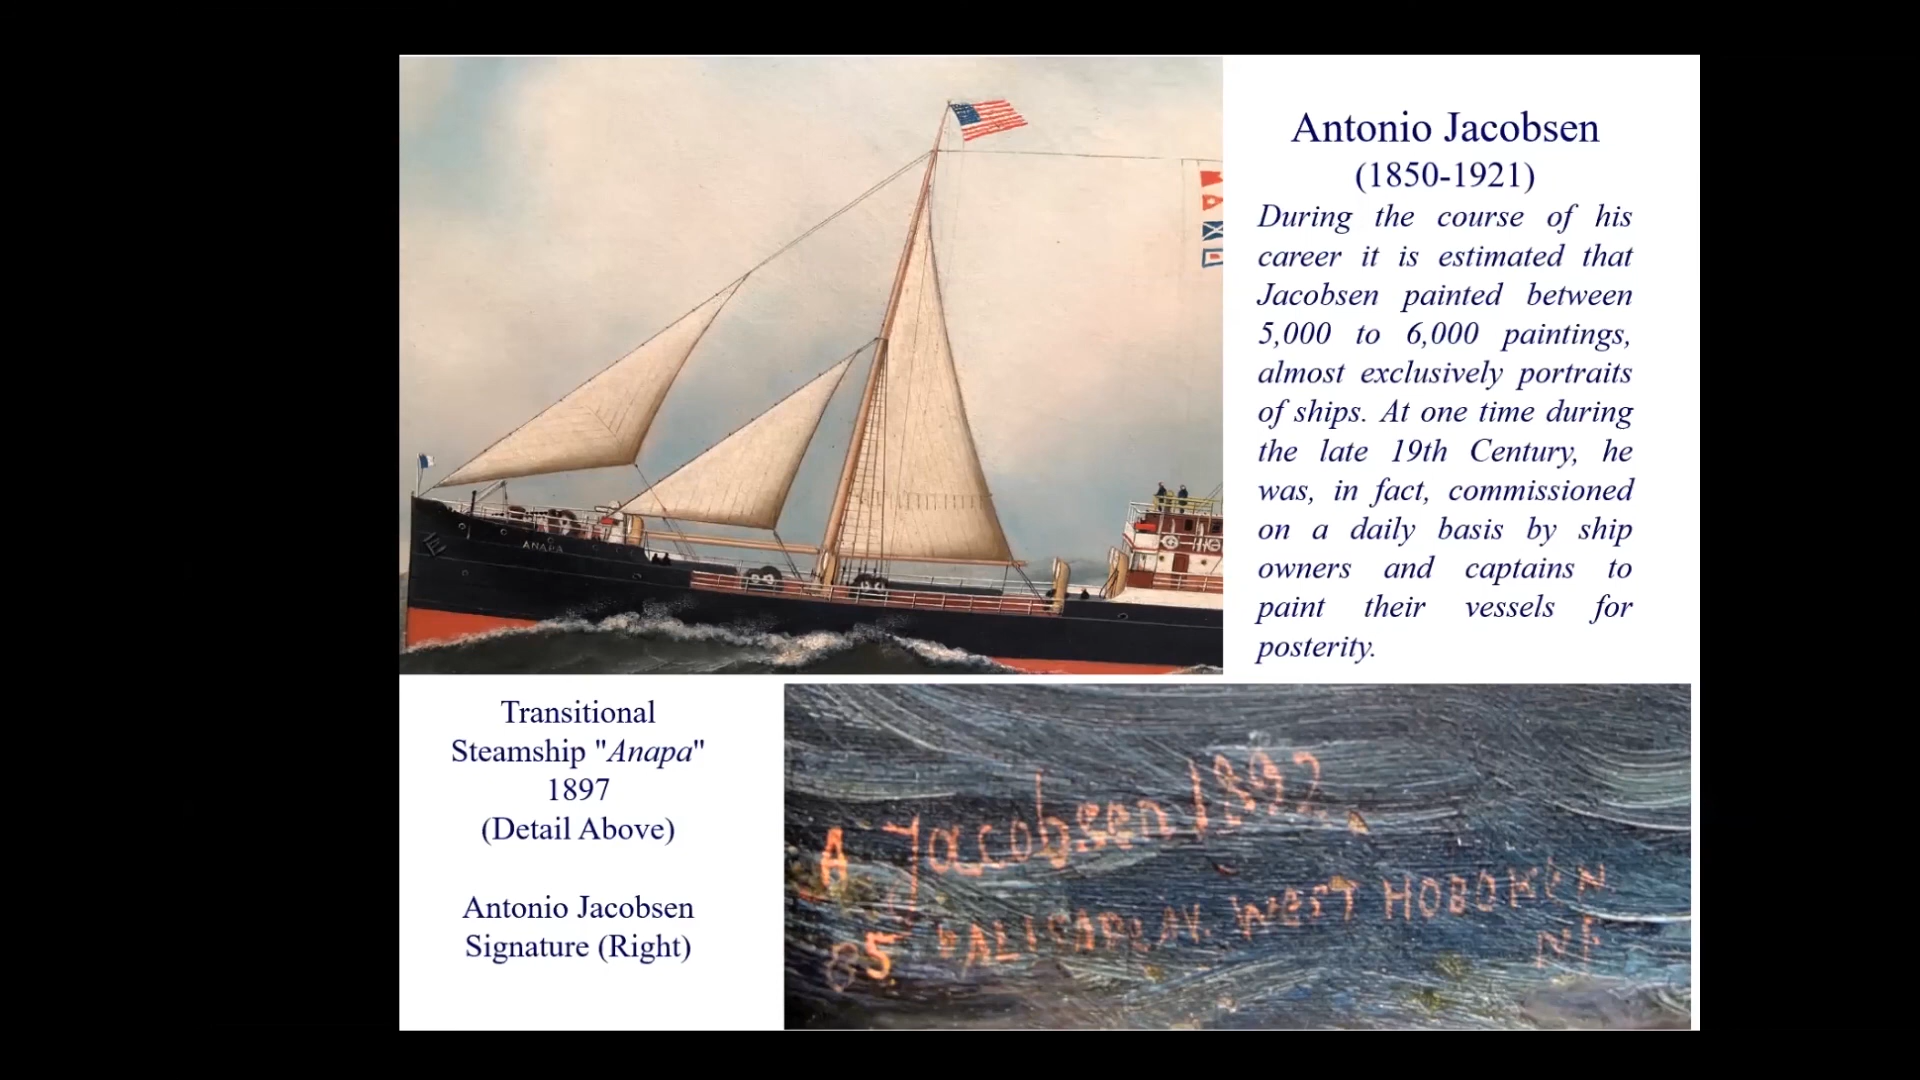 Antonio Jacobsen
(1850-1921)
During the course of his
career it is estimated that
Jacobsen painted between
5,000 to 6,000 paintings,
almost exclusively portraits
of ships. At one time during
the late 19th Century, he
was, in fact, commissioned
on a daily basis by ship
owners and captains to
paint their vessels for
posterity.
ANAPA
Transitional
Steamship "Anapa"
1897
(Detail Above)
Antonio Jacobsen
Signature (Right)
A Jacobsen 1892
WEST HOBOKEN